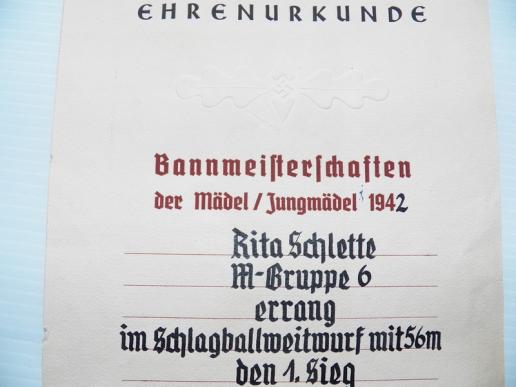 EHRENURKUNDE
Bannmeiſterſchaften
der Mädel / Jungmädel 1942
Rita Schlette
M-Gruppe 6
errang
im Schlagballweitwurf mit 56m
den 1. Sieg